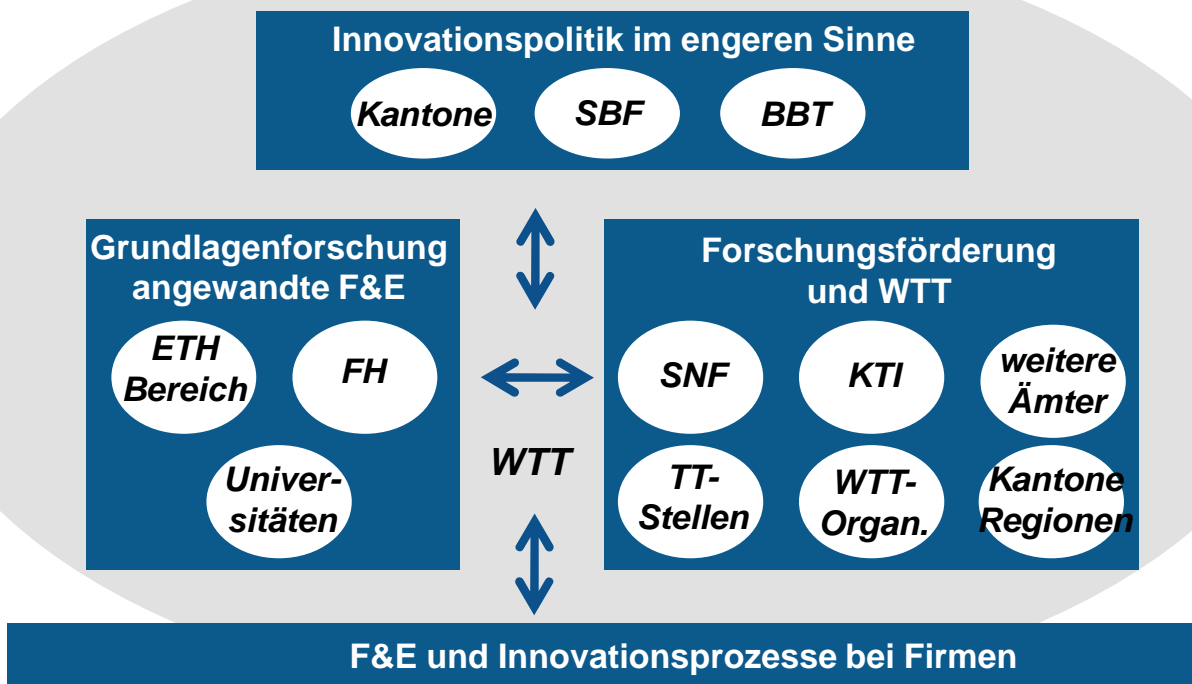 Innovationspolitik im engeren Sinne
Kantone
SBF
BBT
Grundlagenforschung
angewandte F&E
ETH
Bereich
FH
Univer-
sitäten
WTT
Forschungsförderung
und WTT
SNF
KTI
weitere
Ämter
TT-
Stellen
WTT-
Organ.
Kantone
Regionen
F&E und Innovationsprozesse bei Firmen